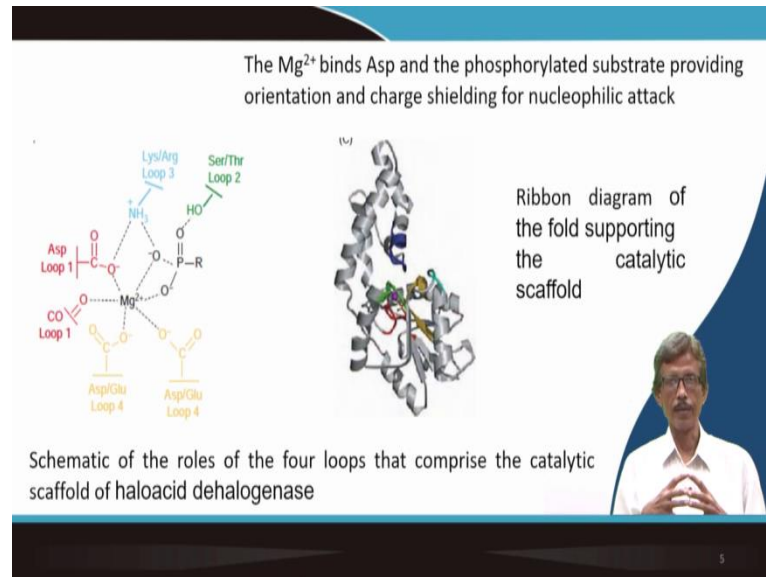 The Mg2+ binds Asp and the phosphorylated substrate providing
orientation and charge shielding for nucleophilic attack
Lys/Arg
Loop 3
Ser/Thr
Loop 2
+
NH3
HO
O
O
Asp
Loop 1
C
O-
-O
P-R
O-
CO
O
Loop 1
Mg2+
O
C
O-
O-
C
O
Asp/Glu
Loop 4
Asp/Glu
Loop 4
(C)
Ribbon diagram of
the fold supporting
the catalytic
scaffold
Schematic of the roles of the four loops that comprise the catalytic
scaffold of haloacid dehalogenase
5